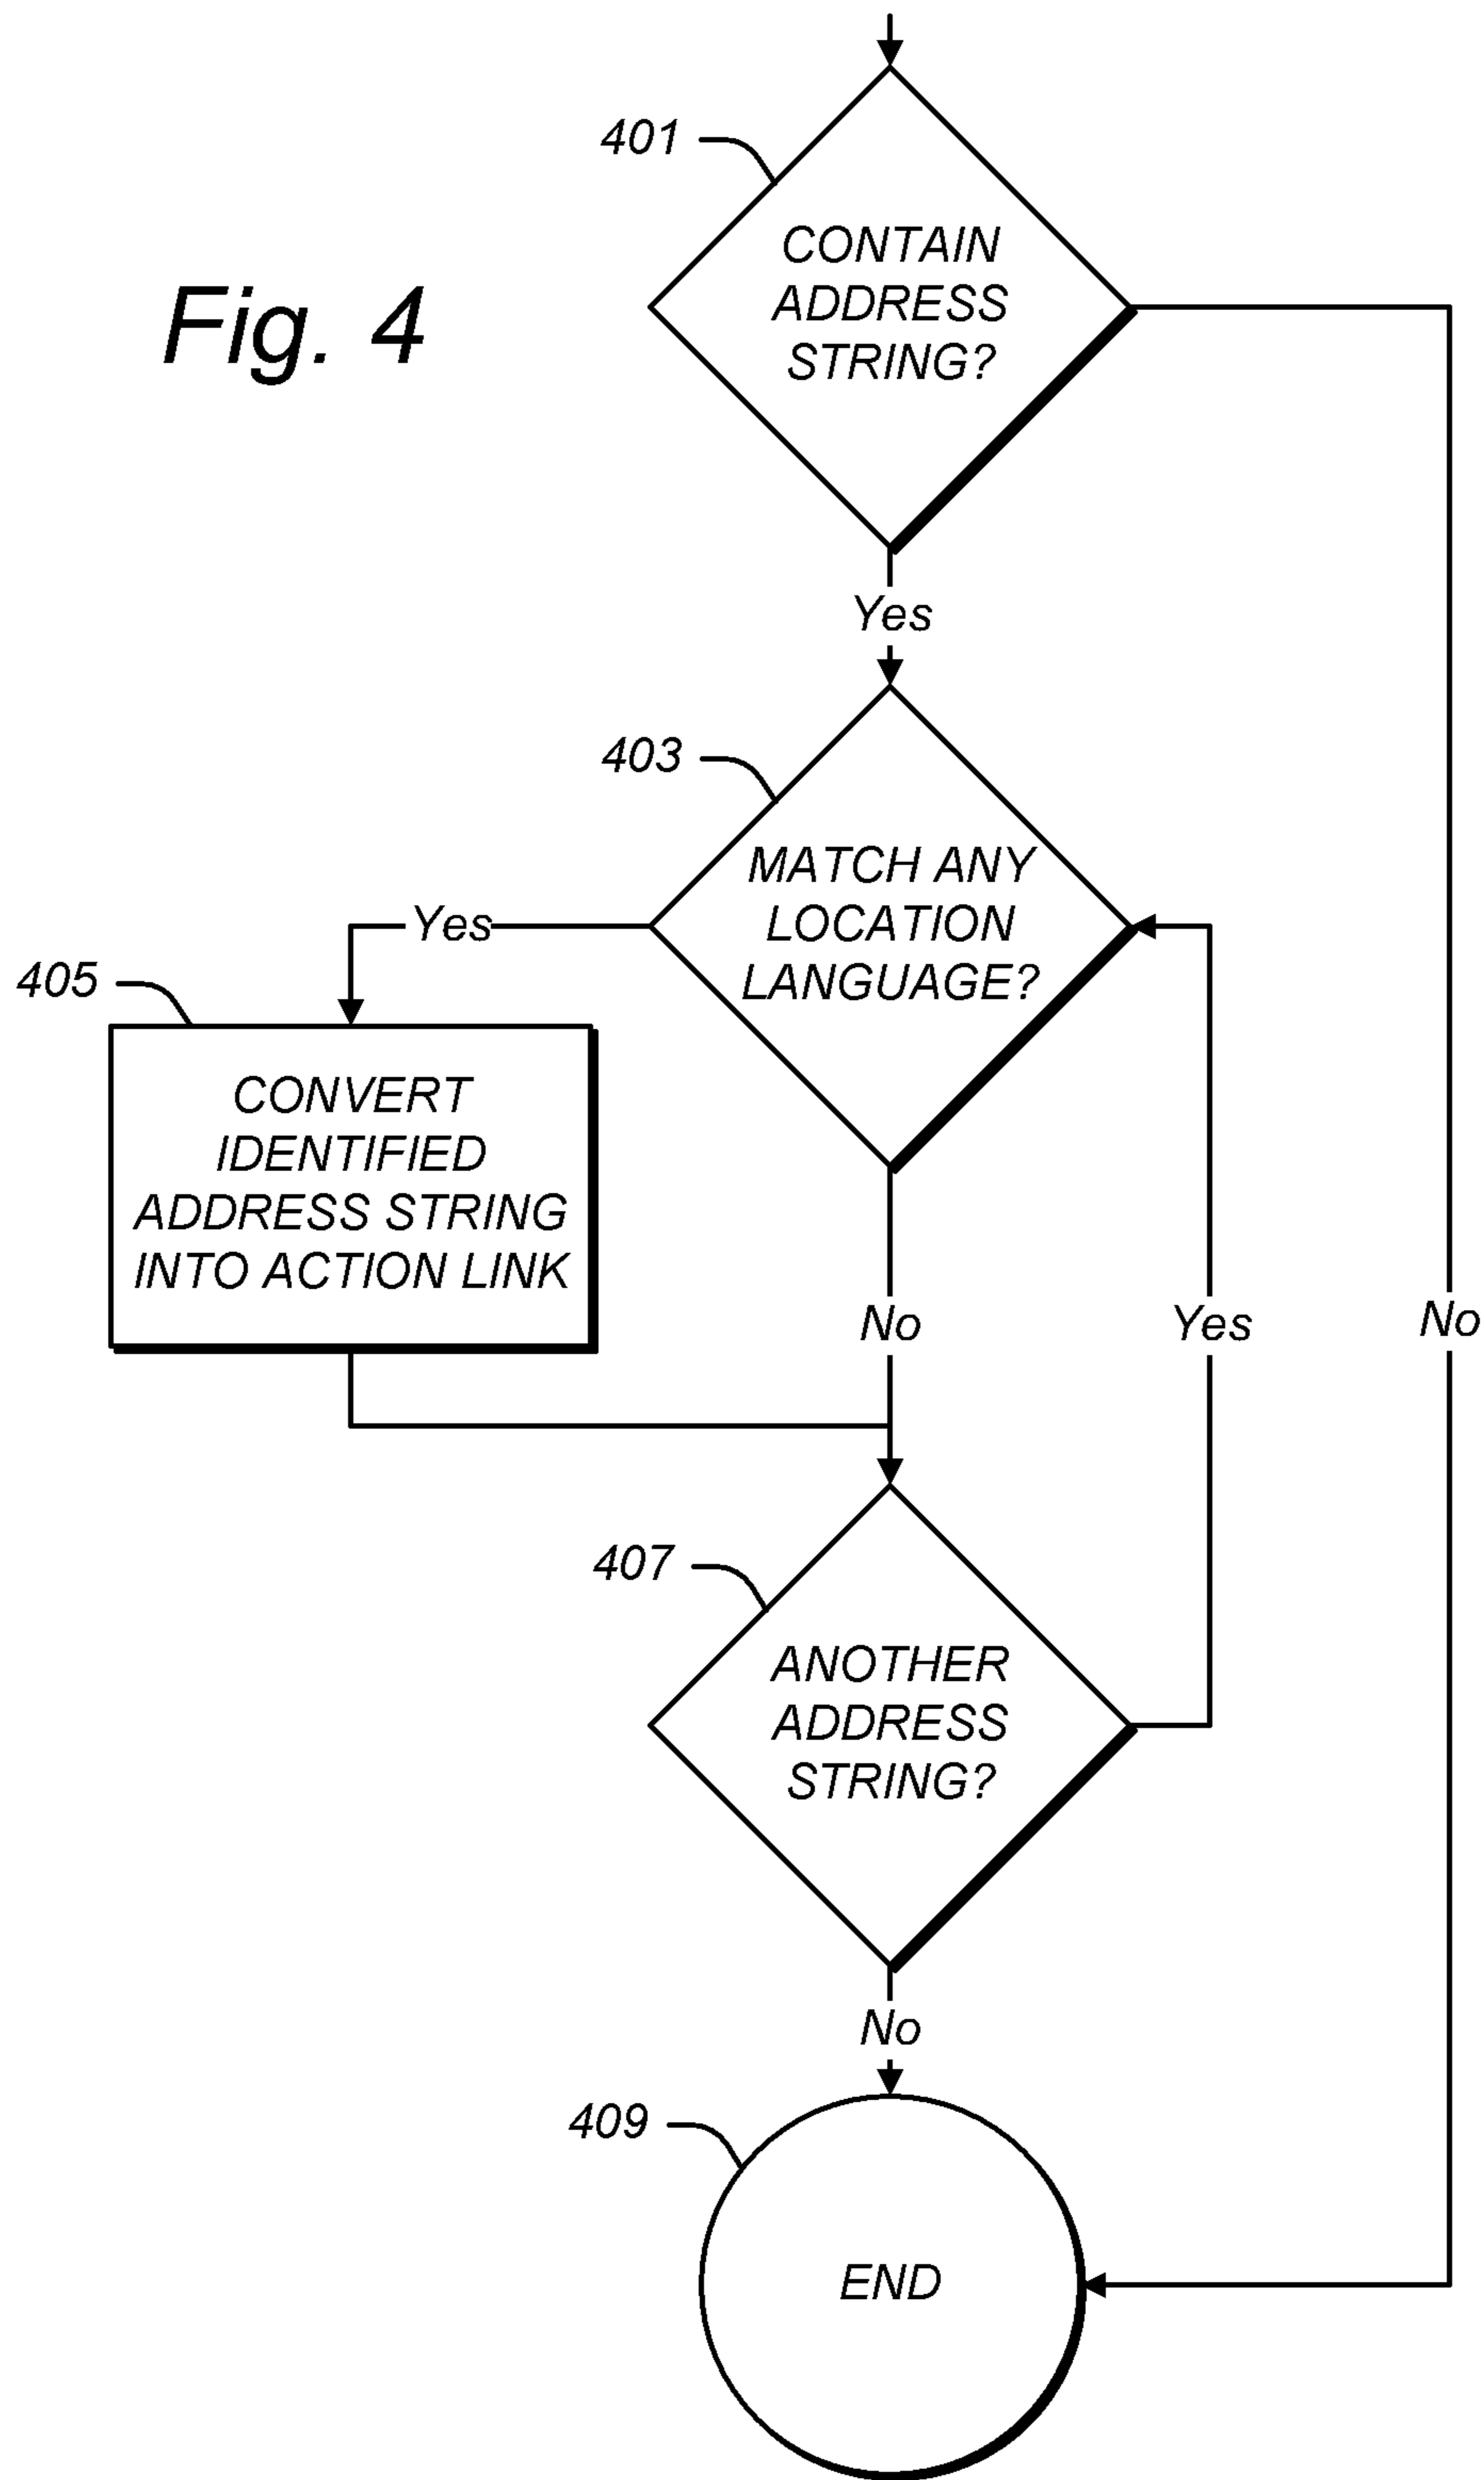 Fig. 4
401
CONTAIN
ADDRESS
STRING?
Yes
No
403
MATCH ANY
LOCATION
LANGUAGE?
Yes
No
405
CONVERT
IDENTIFIED
ADDRESS STRING
INTO ACTION LINK
407
ANOTHER
ADDRESS
STRING?
Yes
No
409
END